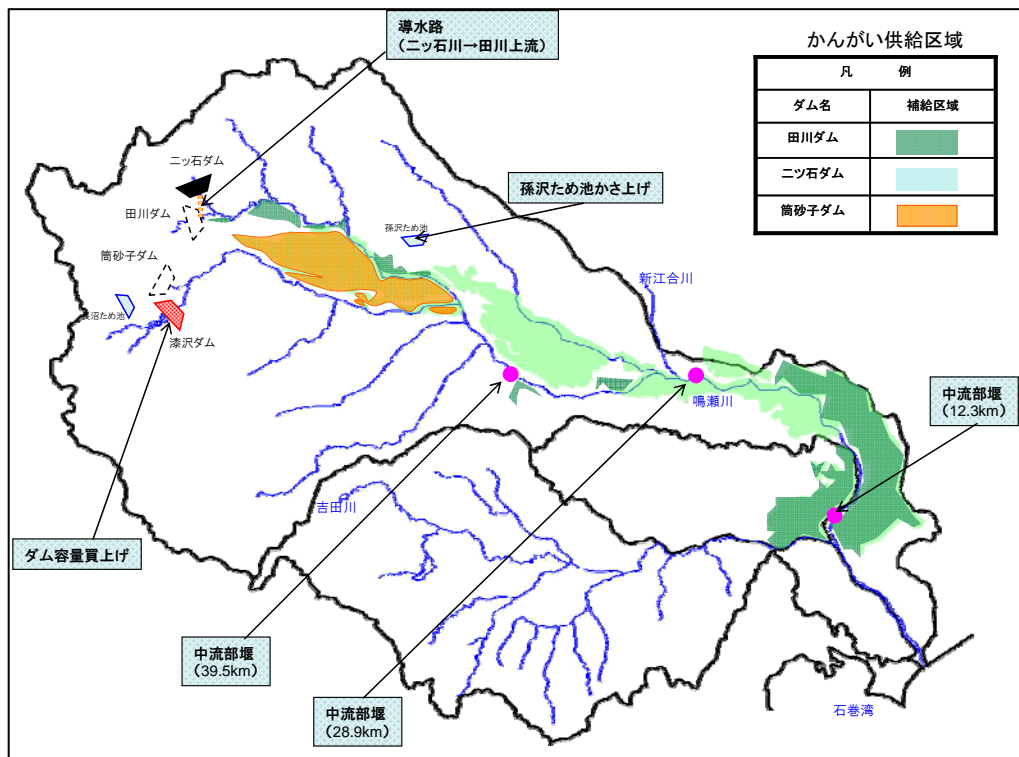 導水路
(二ッ石川→田川上流)
かんがい供給区域
凡 例
ダム名 補給区域
田川ダム
二ツ石ダム
筒砂子ダム
二ッ石ダム
田川ダム
筒砂子ダム
沼ため池
漆沢ダム
孫沢ため池かさ上げ
孫沢ため池
新江合川
鳴瀬川
中流部堰
(12.3km)
吉田川
ダム容量買上げ
中流部堰
(39.5km)
中流部堰
(28.9km)
石巻湾